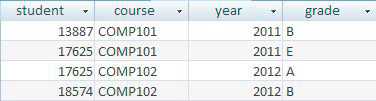 student course year grade
13887 COMP101 2011 B
17625 COMP101 2011 E
17625 COMP102 2012 A
18574 COMP102 2012 B